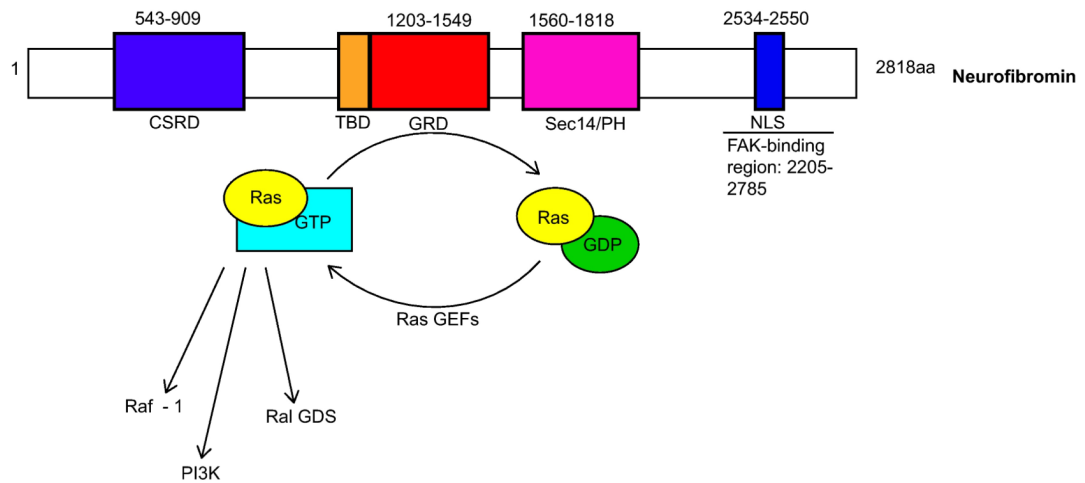 543-909
1203-1549
1560-1818
2534-2550
1
2818aa
Neurofibromin
CSRD
TBD
GRD
Sec14/PH
NLS
FAK-binding
region: 2205-
2785
Ras
GTP
Ras
GDP
Ras GEFs
Raf - 1
Ral GDS
PI3K